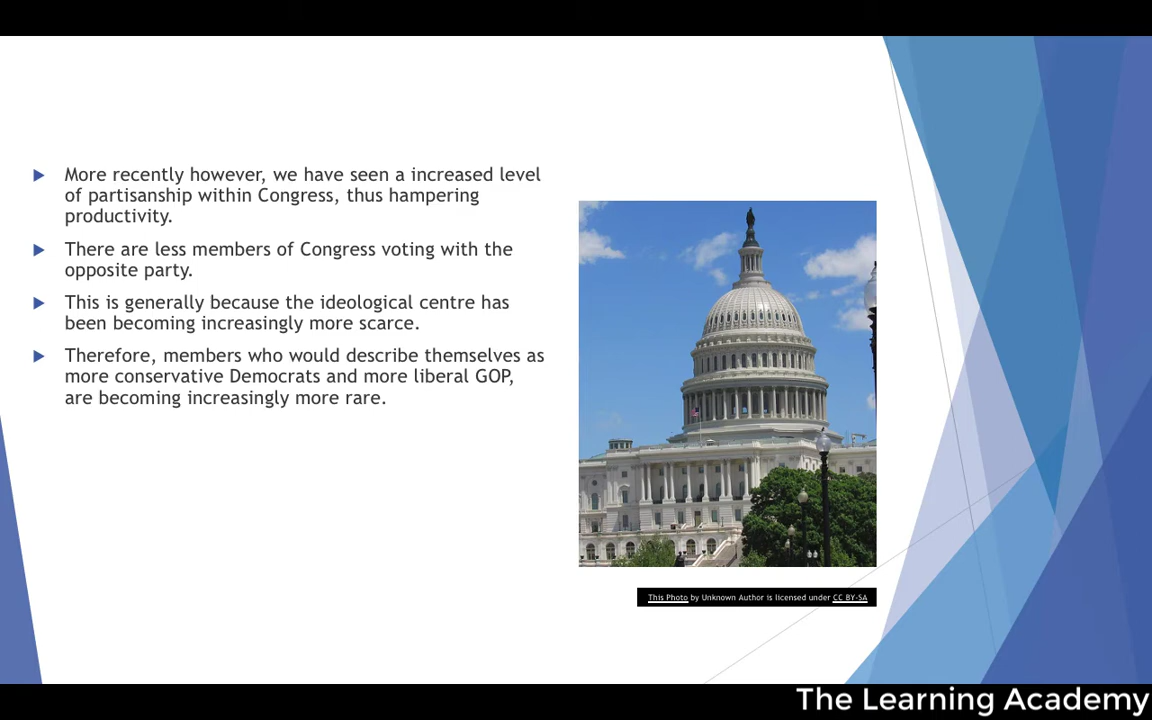 More recently however, we have seen a increased level
of partisanship within Congress, thus hampering
productivity.
There are less members of Congress voting with the
opposite party.
This is generally because the ideological centre has
been becoming increasingly more scarce.
Therefore, members who would describe themselves as
more conservative Democrats and more liberal GOP,
are becoming increasingly more rare.
This Photo by Unknown Author is licensed under CC BY-SA
The Learning Academy